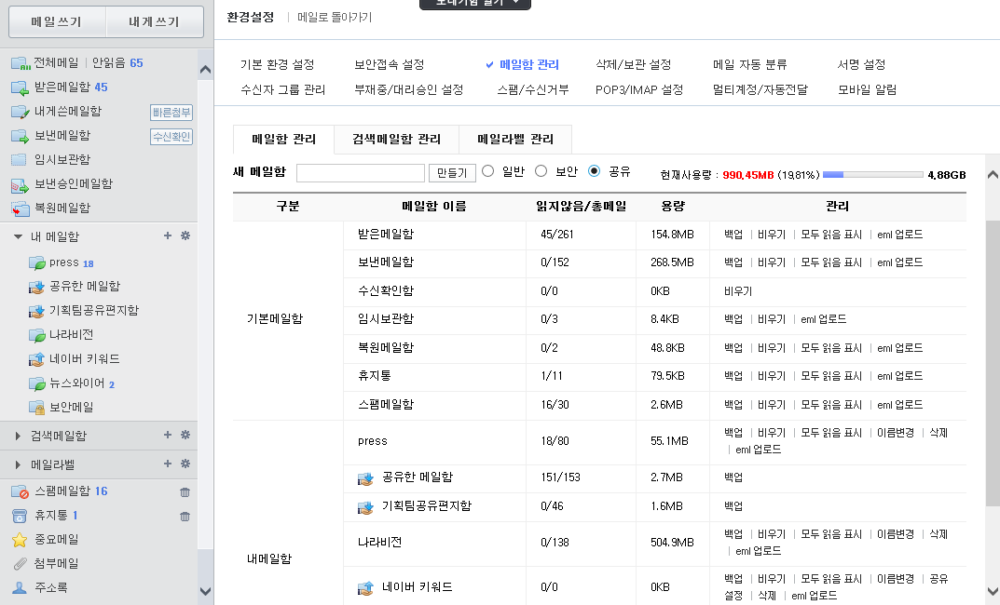 메일쓰기 내게쓰기
전체메일 | 안읽음 65
받은메일함 45
내게쓴메일함 빠른첨부
보낸메일함 수신확인
임시보관함
보낸승인메일함
복원메일함
내 메일함 +
press 18
공유한 메일함
기획팀공유편지함
나라비전
네이버 키워드
뉴스와이어 2
보안메일
검색메일함 +
메일라벨 +
스팸메일함 16
휴지통 1
중요메일
첨부메일
주소록
환경설정 | 메일로 돌아가기
기본 환경 설정 보안접속 설정 메일함 관리 삭제/보관 설정 메일 자동 분류 서명 설정
수신자 그룹 관리 부재중/대리승인 설정 스팸/수신거부 POP3/IMAP 설정 멀티계정/자동전달 모바일 알림
메일함 관리 검색메일함 관리 메일라벨 관리
새 메일함 만들기 일반 보안 공유 현재사용량 : 990,45MB (19,81%) 4,88GB
구분 메일함 이름 읽지않음/총메일 용량 관리
받은메일함 45/261 154.8MB 백업 | 비우기 | 모두 읽음 표시 | eml 업로드
보낸메일함 0/152 268.5MB 백업 | 비우기 | 모두 읽음 표시 | eml 업로드
수신확인함 0/0 0KB 비우기
기본메일함 임시보관함 0/3 8.4KB 백업 | 비우기 | eml 업로드
복원메일함 0/2 48.8KB 백업 | 비우기 | 모두 읽음 표시 | eml 업로드
휴지통 1/11 79.5KB 백업 | 비우기 | 모두 읽음 표시 | eml 업로드
스팸메일함 16/30 2.6MB 백업 | 비우기 | 모두 읽음 표시 | eml 업로드
press 18/80 55.1MB 백업 | 비우기 | 모두 읽음 표시 | 이름변경 | 삭제
| eml 업로드
공유한 메일함 151/153 2.7MB 백업
기획팀공유편지함 0/46 1.6MB 백업
나라비전 0/138 504.9MB 백업 | 비우기 | 모두 읽음 표시 | 이름변경 | 삭제
| eml 업로드
내메일함
네이버 키워드 0/0 0KB 백업 | 비우기 | 모두 읽음 표시 | 이름변경 | 공유
설정 | 삭제 | eml 업로드